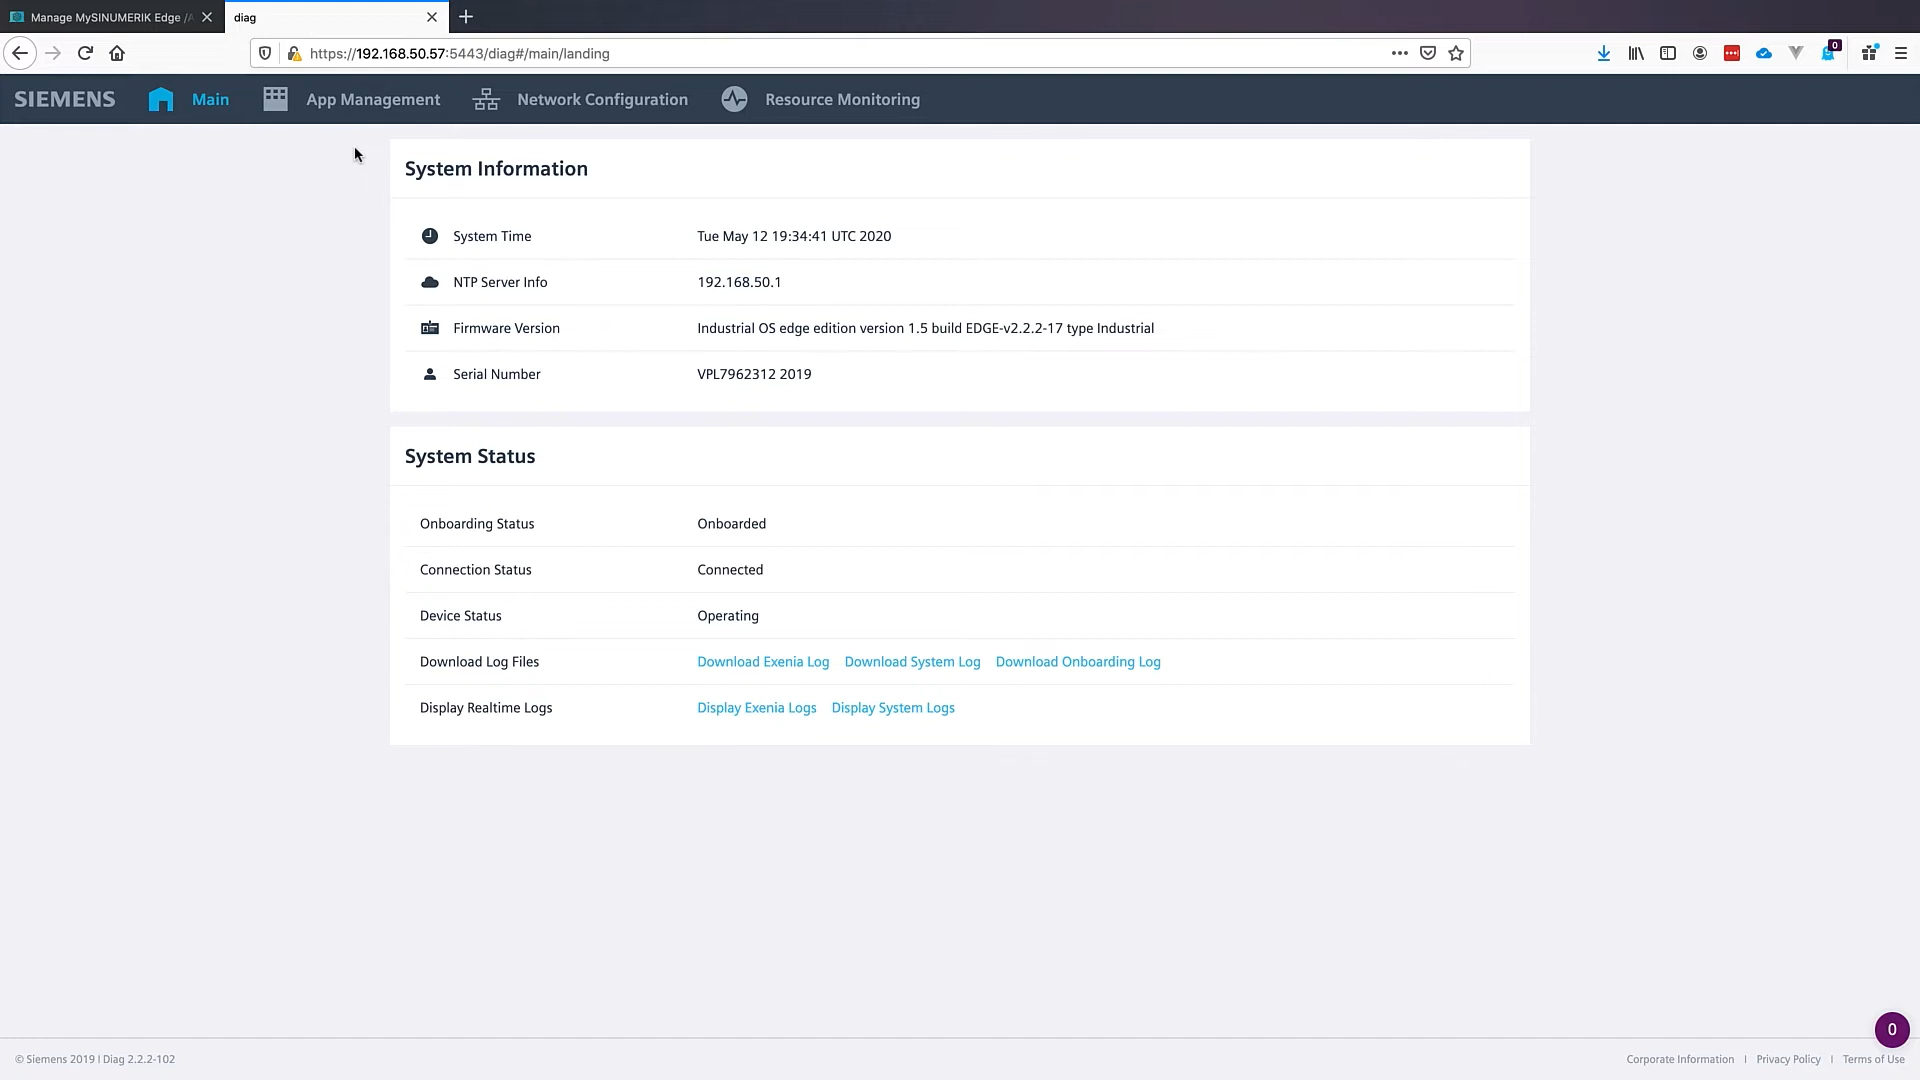 Manage MySINUMERIK Edge /A
diag
https://192.168.50.57:5443/diag#/main/landing
0
SIEMENS
Main
App Management
Network Configuration
Resource Monitoring
System Information
System Time
Tue May 12 19:34:41 UTC 2020
NTP Server Info
192.168.50.1
Firmware Version
Industrial OS edge edition version 1.5 build EDGE-v2.2.2-17 type Industrial
Serial Number
VPL7962312 2019
System Status
Onboarding Status
Onboarded
Connection Status
Connected
Device Status
Operating
Download Log Files
Download Exenia Log
Download System Log
Download Onboarding Log
Display Realtime Logs
Display Exenia Logs
Display System Logs
0
© Siemens 2019 | Diag 2.2.2-102
Corporate Information | Privacy Policy | Terms of Use